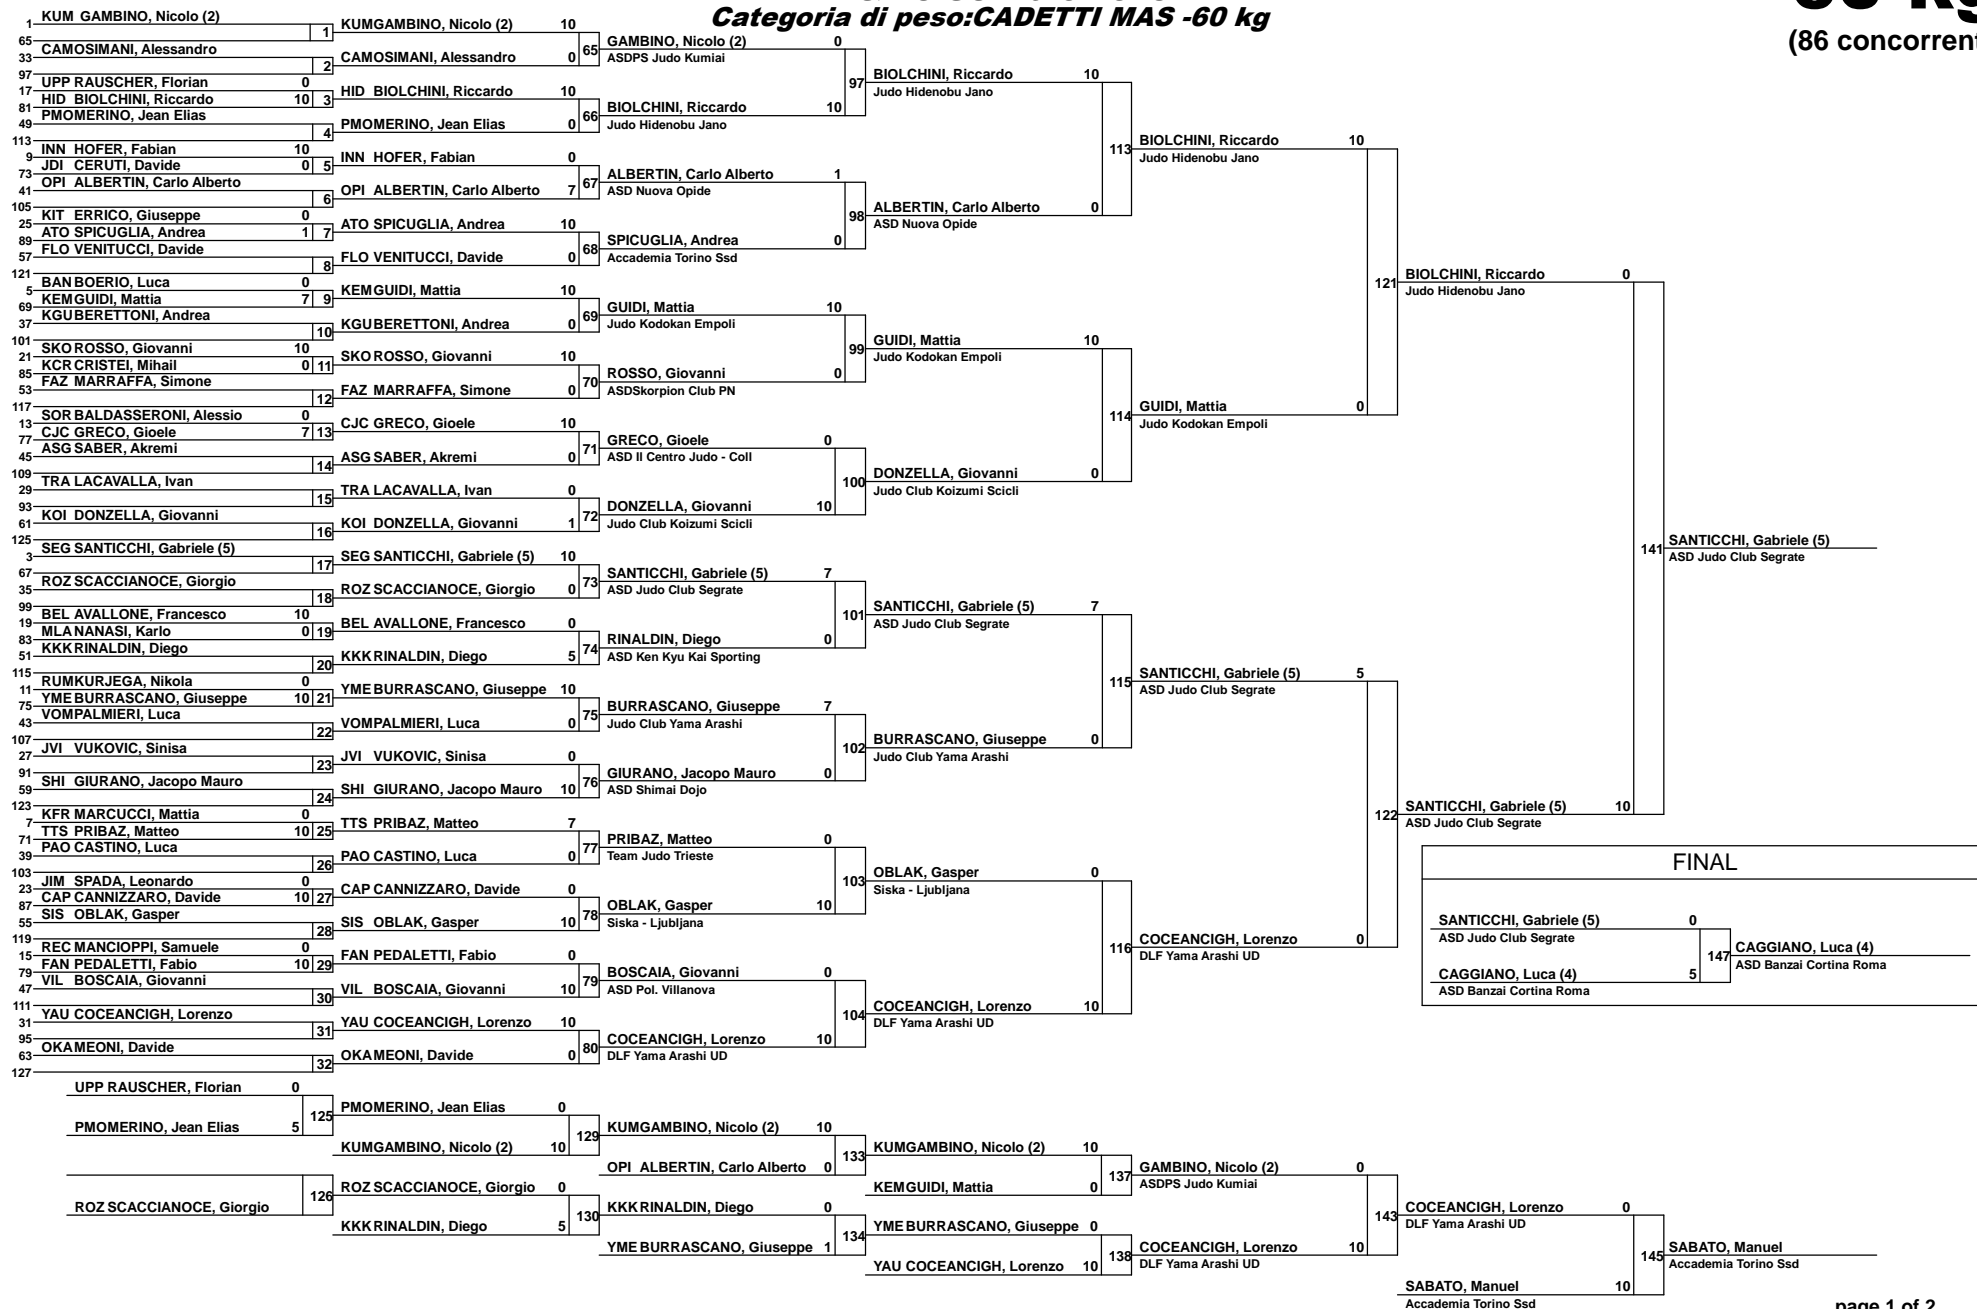 Categoria di peso:CADETTI MAS -60 kg
(86 concorrent
1 KUM GAMBINO, Nicolo (2)
65 1
33 CAMOSIMANI, Alessandro
97 2
17 UPP RAUSCHER, Florian 0
81 HID BIOLCHINI, Riccardo 10 3
49 PMOMERINO, Jean Elias
113 4
9 INN HOFER, Fabian 10
73 JDI CERUTI, Davide 0 5
41 OPI ALBERTIN, Carlo Alberto
105 6
25 KIT ERRICO, Giuseppe 0
89 ATO SPICUGLIA, Andrea 1 7
57 FLO VENITUCCI, Davide
121 8
5 BAN BOERIO, Luca 0
69 KEMGUIDI, Mattia 7 9
37 KGUBERETTONI, Andrea
101 10
21 SKO ROSSO, Giovanni 10
85 KCR CRISTEI, Mihail 0 11
53 FAZ MARRAFFA, Simone
117 12
13 SOR BALDASSERONI, Alessio 0
77 CJC GRECO, Gioele 7 13
45 ASG SABER, Akremi
109 14
29 TRA LACAVALLA, Ivan
93 15
61 KOI DONZELLA, Giovanni
125 16
3 SEG SANTICCHI, Gabriele (5)
67 17
35 ROZ SCACCIANOCE, Giorgio
99 18
19 BEL AVALLONE, Francesco 10
83 MLA NANASI, Karlo 0 19
51 KKKRINALDIN, Diego
115 20
11 RUMKURJEGA, Nikola 0
75 YME BURRASCANO, Giuseppe 10 21
43 VOMPALMIERI, Luca
107 22
27 JVI VUKOVIC, Sinisa
91 23
59 SHI GIURANO, Jacopo Mauro
123 24
7 KFR MARCUCCI, Mattia 0
71 TTS PRIBAZ, Matteo 10 25
39 PAO CASTINO, Luca
103 26
23 JIM SPADA, Leonardo 0
87 CAP CANNIZZARO, Davide 10 27
55 SIS OBLAK, Gasper
119 28
15 REC MANCIOPPI, Samuele 0
79 FAN PEDALETTI, Fabio 10 29
47 VIL BOSCAIA, Giovanni
111 30
31 YAU COCEANCIGH, Lorenzo
95 31
63 OKAMEONI, Davide
127 32
KUMGAMBINO, Nicolo (2) 10
65
CAMOSIMANI, Alessandro 0
HID BIOLCHINI, Riccardo 10
66
PMOMERINO, Jean Elias 0
INN HOFER, Fabian 0
67
OPI ALBERTIN, Carlo Alberto 7
ATO SPICUGLIA, Andrea 10
68
FLO VENITUCCI, Davide 0
KEMGUIDI, Mattia 10
69
KGUBERETTONI, Andrea 0
SKO ROSSO, Giovanni 10
70
FAZ MARRAFFA, Simone 0
CJC GRECO, Gioele 10
71
ASG SABER, Akremi 0
TRA LACAVALLA, Ivan 0
72
KOI DONZELLA, Giovanni 1
SEG SANTICCHI, Gabriele (5) 10
73
ROZ SCACCIANOCE, Giorgio 0
BEL AVALLONE, Francesco 0
74
KKKRINALDIN, Diego 5
YME BURRASCANO, Giuseppe 10
75
VOMPALMIERI, Luca 0
JVI VUKOVIC, Sinisa 0
76
SHI GIURANO, Jacopo Mauro 10
TTS PRIBAZ, Matteo 7
77
PAO CASTINO, Luca 0
CAP CANNIZZARO, Davide 0
78
SIS OBLAK, Gasper 10
FAN PEDALETTI, Fabio 0
79
VIL BOSCAIA, Giovanni 10
YAU COCEANCIGH, Lorenzo 10
80
OKAMEONI, Davide 0
GAMBINO, Nicolo (2) 0
ASDPS Judo Kumiai
97
BIOLCHINI, Riccardo 10
Judo Hidenobu Jano
ALBERTIN, Carlo Alberto 1
ASD Nuova Opide
98
SPICUGLIA, Andrea 0
Accademia Torino Ssd
GUIDI, Mattia 10
Judo Kodokan Empoli
99
ROSSO, Giovanni 0
ASDSkorpion Club PN
GRECO, Gioele 0
ASD Il Centro Judo - Coll
100
DONZELLA, Giovanni 10
Judo Club Koizumi Scicli
SANTICCHI, Gabriele (5) 7
ASD Judo Club Segrate
101
RINALDIN, Diego 0
ASD Ken Kyu Kai Sporting
BURRASCANO, Giuseppe 7
Judo Club Yama Arashi
102
GIURANO, Jacopo Mauro 0
ASD Shimai Dojo
PRIBAZ, Matteo 0
Team Judo Trieste
103
OBLAK, Gasper 10
Siska - Ljubljana
BOSCAIA, Giovanni 0
ASD Pol. Villanova
104
COCEANCIGH, Lorenzo 10
DLF Yama Arashi UD
BIOLCHINI, Riccardo 10
Judo Hidenobu Jano
113
ALBERTIN, Carlo Alberto 0
ASD Nuova Opide
GUIDI, Mattia 10
Judo Kodokan Empoli
114
DONZELLA, Giovanni 0
Judo Club Koizumi Scicli
SANTICCHI, Gabriele (5) 7
ASD Judo Club Segrate
115
BURRASCANO, Giuseppe 0
Judo Club Yama Arashi
OBLAK, Gasper 0
Siska - Ljubljana
116
COCEANCIGH, Lorenzo 10
DLF Yama Arashi UD
BIOLCHINI, Riccardo 10
Judo Hidenobu Jano
121
GUIDI, Mattia 0
Judo Kodokan Empoli
SANTICCHI, Gabriele (5) 5
ASD Judo Club Segrate
122
COCEANCIGH, Lorenzo 0
DLF Yama Arashi UD
BIOLCHINI, Riccardo 0
Judo Hidenobu Jano
141
SANTICCHI, Gabriele (5) 10
ASD Judo Club Segrate
SANTICCHI, Gabriele (5)
ASD Judo Club Segrate
FINAL
SANTICCHI, Gabriele (5) 0
ASD Judo Club Segrate
147
CAGGIANO, Luca (4)
ASD Banzai Cortina Roma
CAGGIANO, Luca (4) 5
ASD Banzai Cortina Roma
UPP RAUSCHER, Florian 0
125
PMOMERINO, Jean Elias 5
126
ROZ SCACCIANOCE, Giorgio
PMOMERINO, Jean Elias 0
129
KUMGAMBINO, Nicolo (2) 10
ROZ SCACCIANOCE, Giorgio 0
130
KKKRINALDIN, Diego 5
KUMGAMBINO, Nicolo (2) 10
133
OPI ALBERTIN, Carlo Alberto 0
KKKRINALDIN, Diego 0
134
YME BURRASCANO, Giuseppe 1
KUMGAMBINO, Nicolo (2) 10
137
KEMGUIDI, Mattia 0
YME BURRASCANO, Giuseppe 0
138
YAU COCEANCIGH, Lorenzo 10
GAMBINO, Nicolo (2) 0
ASDPS Judo Kumiai
143
COCEANCIGH, Lorenzo 10
DLF Yama Arashi UD
COCEANCIGH, Lorenzo 0
DLF Yama Arashi UD
145
SABATO, Manuel 10
Accademia Torino Ssd
SABATO, Manuel
Accademia Torino Ssd
page 1 of 2